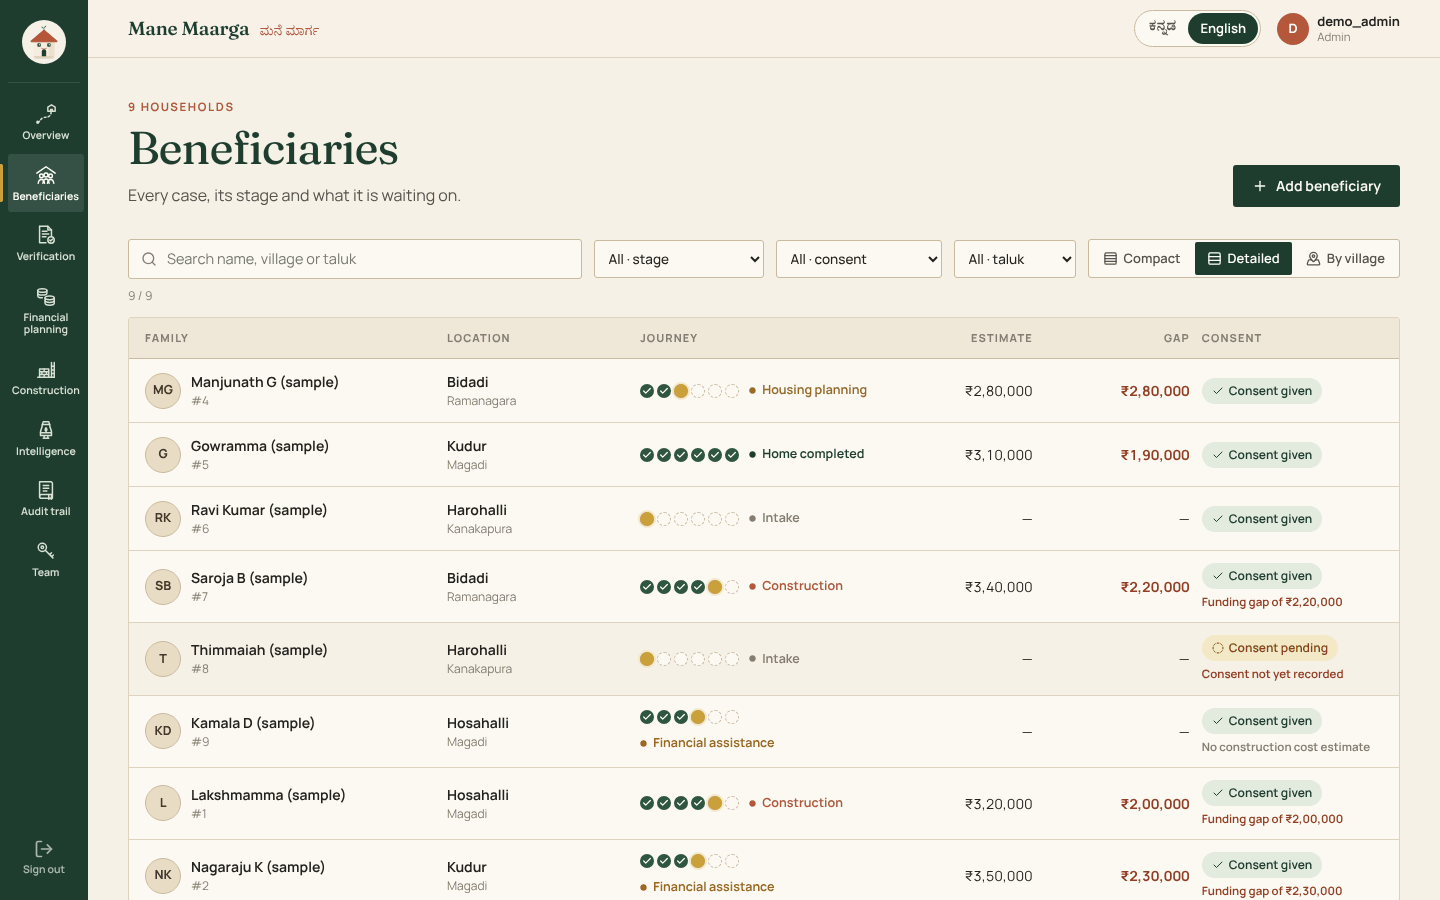 Mane Maarga ಮನೆ ಮಾರ್ಗ
ಕನ್ನಡ English
D demo_admin
Admin
Overview
Beneficiaries
Verification
Financial
planning
Construction
Intelligence
Audit trail
Team
Sign out
9 HOUSEHOLDS
Beneficiaries
Every case, its stage and what it is waiting on.
+ Add beneficiary
Search name, village or taluk
All · stage
All · consent
All · taluk
Compact Detailed By village
9 / 9
FAMILY LOCATION JOURNEY ESTIMATE GAP CONSENT
MG Manjunath G (sample) Bidadi Housing planning ₹2,80,000 ₹2,80,000 Consent given
#4 Ramanagara
G Gowramma (sample) Kudur Home completed ₹3,10,000 ₹1,90,000 Consent given
#5 Magadi
RK Ravi Kumar (sample) Harohalli Intake — — Consent given
#6 Kanakapura
SB Saroja B (sample) Bidadi Construction ₹3,40,000 ₹2,20,000 Consent given
#7 Ramanagara Funding gap of ₹2,20,000
T Thimmaiah (sample) Harohalli Intake — — Consent pending
#8 Kanakapura Consent not yet recorded
KD Kamala D (sample) Hosahalli — — Consent given
#9 Magadi Financial assistance No construction cost estimate
L Lakshmamma (sample) Hosahalli Construction ₹3,20,000 ₹2,00,000 Consent given
#1 Magadi Funding gap of ₹2,00,000
NK Nagaraju K (sample) Kudur ₹3,50,000 ₹2,30,000 Consent given
#2 Magadi Financial assistance Funding gap of ₹2,30,000